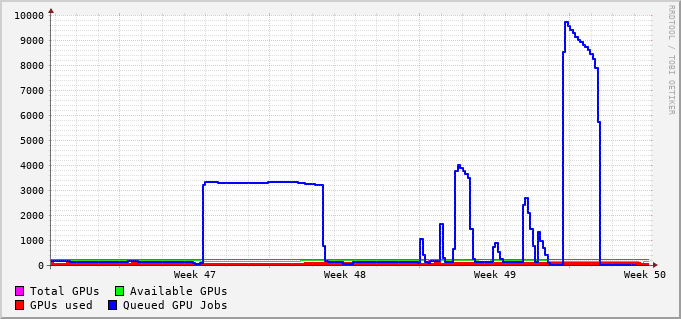 10000
9000
8000
7000
6000
5000
4000
3000
2000
1000
0
Week 47 Week 48 Week 49 Week 50
Total GPUs Available GPUs
GPUs used Queued GPU Jobs
RRDTOOL / TOBI OETIKER